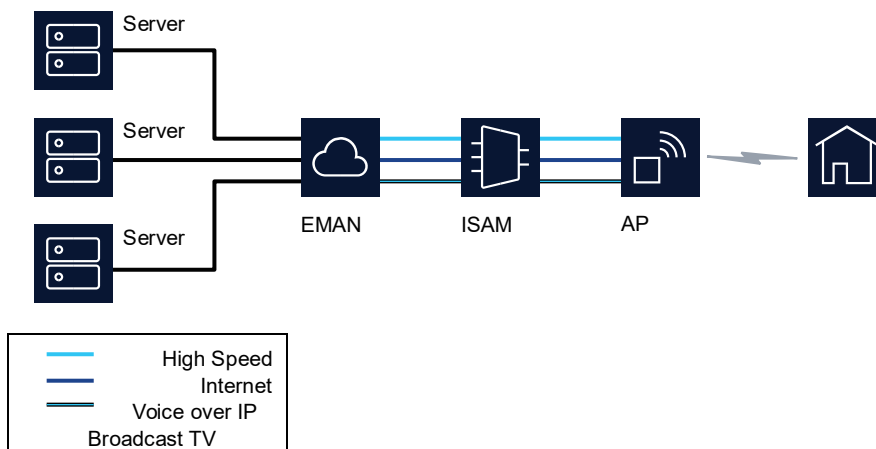 Server
Server
Server
EMAN
ISAM
AP
High Speed
Internet
Voice over IP
Broadcast TV